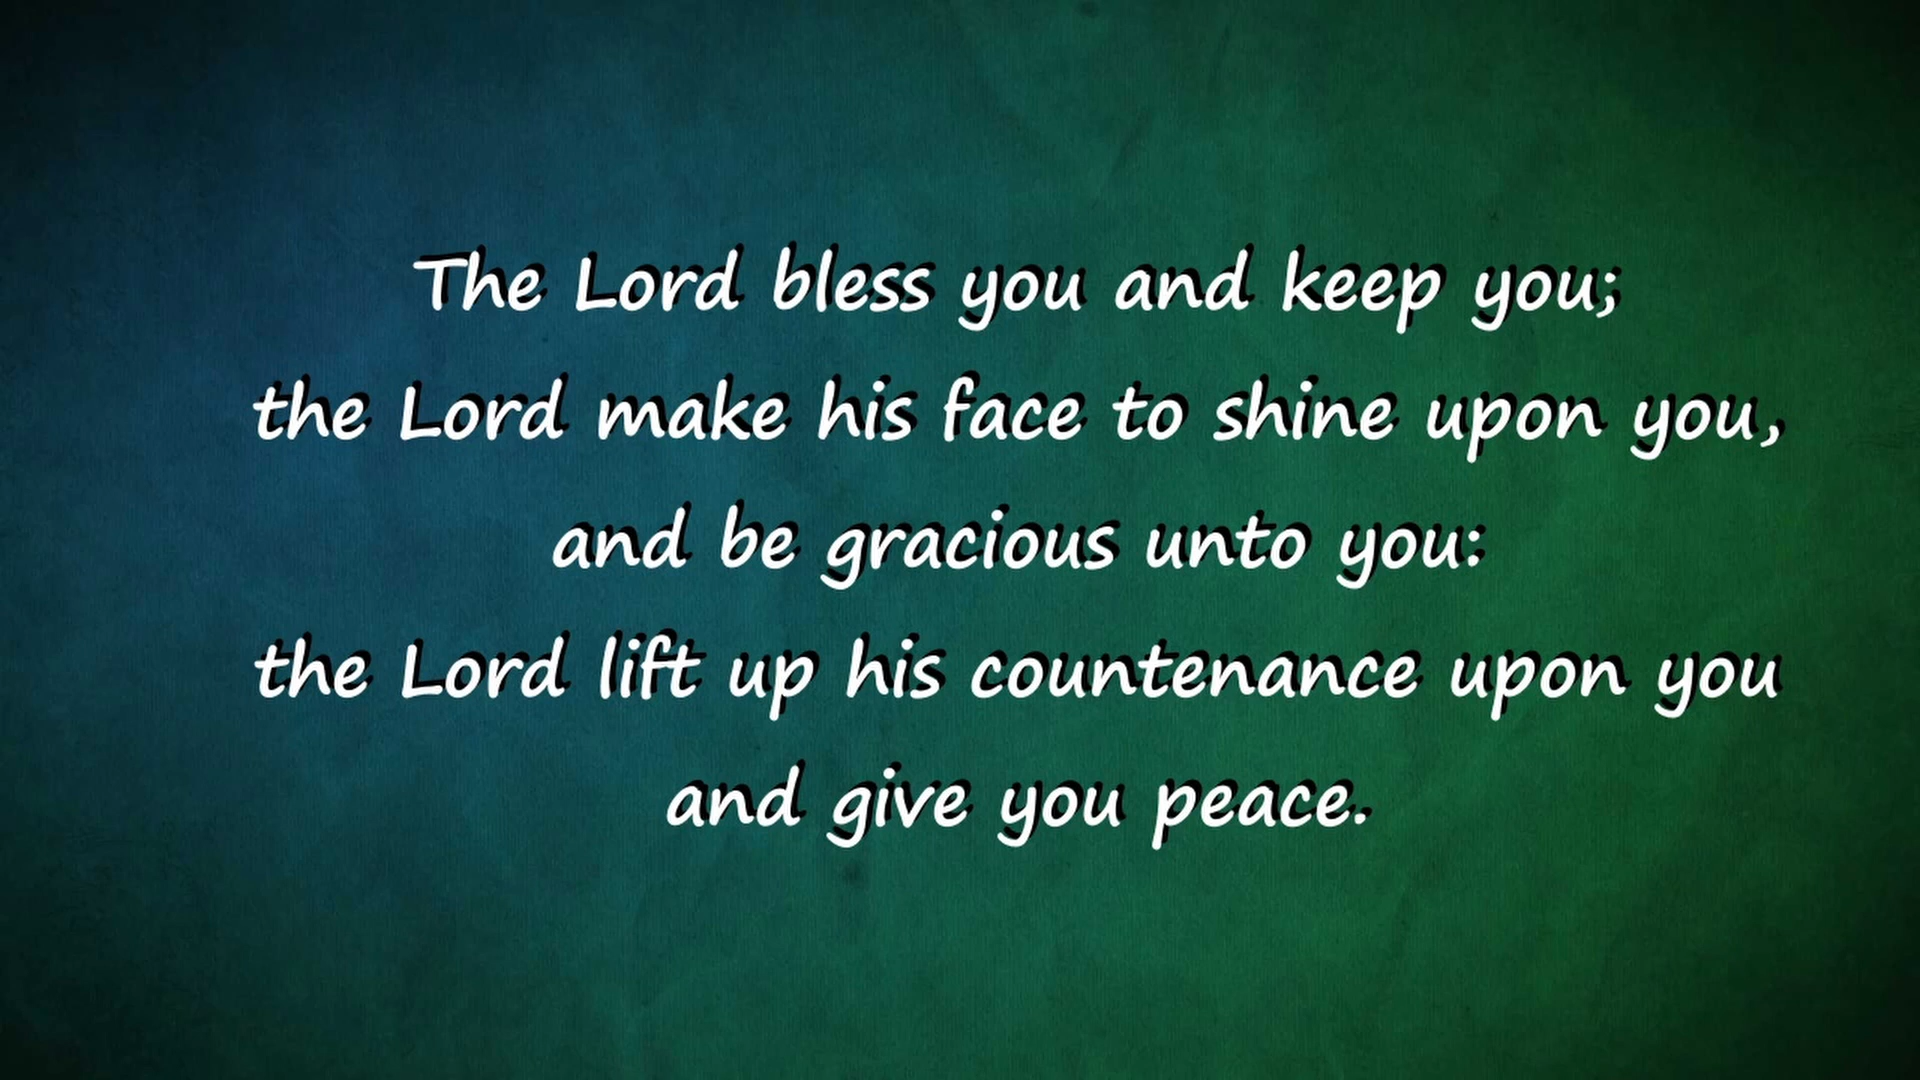 The Lord bless you and keep you;
the Lord make his face to shine upon you,
and be gracious unto you:
the Lord lift up his countenance upon you
and give you peace.